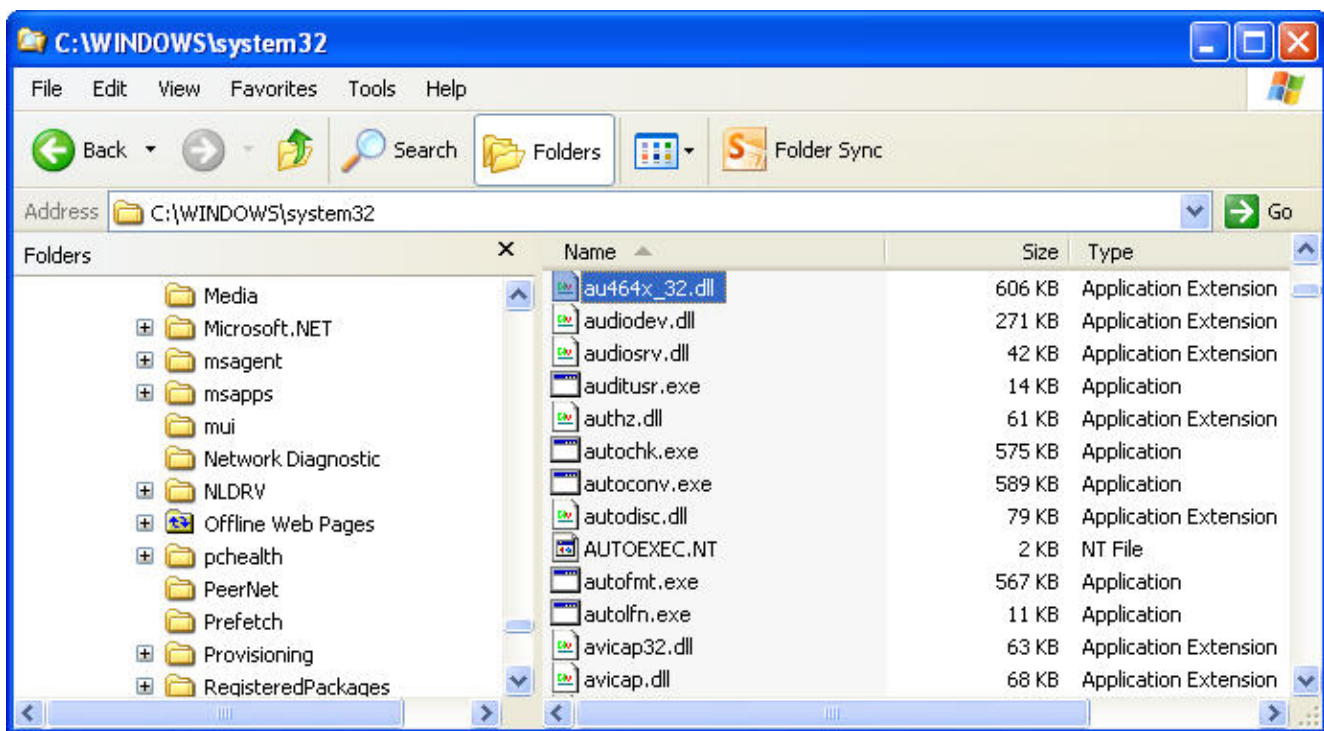 C:\WINDOWS\system32
File Edit View Favorites Tools Help
Back Search Folders Folder Sync
Address C:\WINDOWS\system32 Go
Folders
Media
Microsoft.NET
msagent
msapps
mui
Network Diagnostic
NLDRV
Offline Web Pages
pchealth
PeerNet
Prefetch
Provisioning
RegisteredPackages
Name Size Type
au464x_32.dll 606 KB Application Extension
audiodev.dll 271 KB Application Extension
audiosrv.dll 42 KB Application Extension
auditusr.exe 14 KB Application
authz.dll 61 KB Application Extension
autochk.exe 575 KB Application
autoconv.exe 589 KB Application
autodisc.dll 79 KB Application Extension
AUTOEXEC.NT 2 KB NT File
autofmt.exe 567 KB Application
autolfn.exe 11 KB Application
avicap32.dll 63 KB Application Extension
avicap.dll 68 KB Application Extension